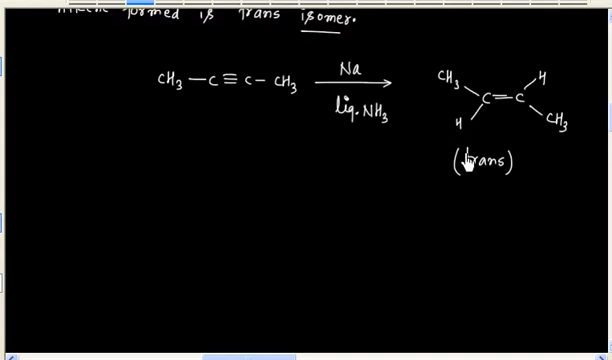 formed is trans isomer.
CH3 — C ≡ C – CH3
Na
liq. NH3
CH3
H
C = C
H
CH3
(trans)